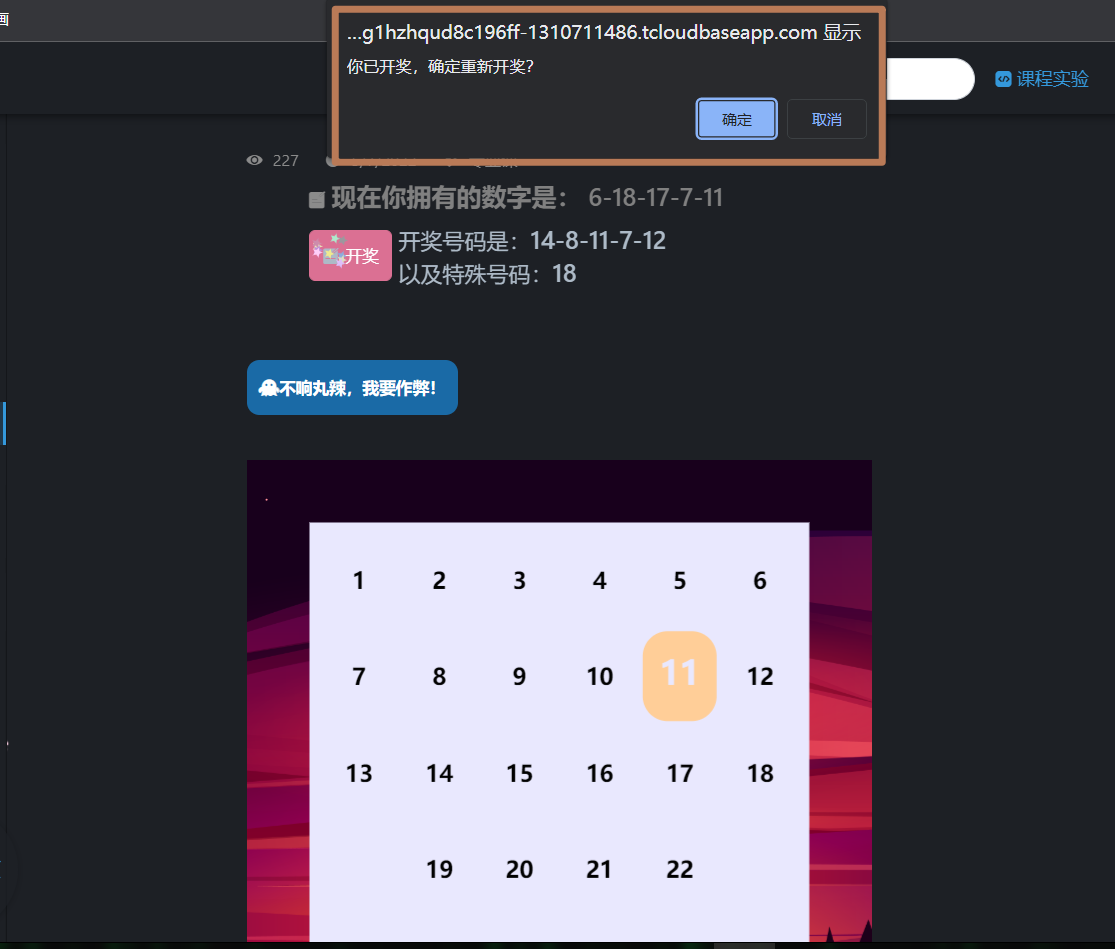 画
...g1hzhqud8c196ff-1310711486.tcloudbaseapp.com 显示
你已开奖，确定重新开奖?
确定 取消
课程实验
227
现在你拥有的数字是： 6-18-17-7-11
开奖
开奖号码是：14-8-11-7-12
以及特殊号码：18
不响丸辣，我要作弊!
1 2 3 4 5 6
7 8 9 10 11 12
13 14 15 16 17 18
19 20 21 22